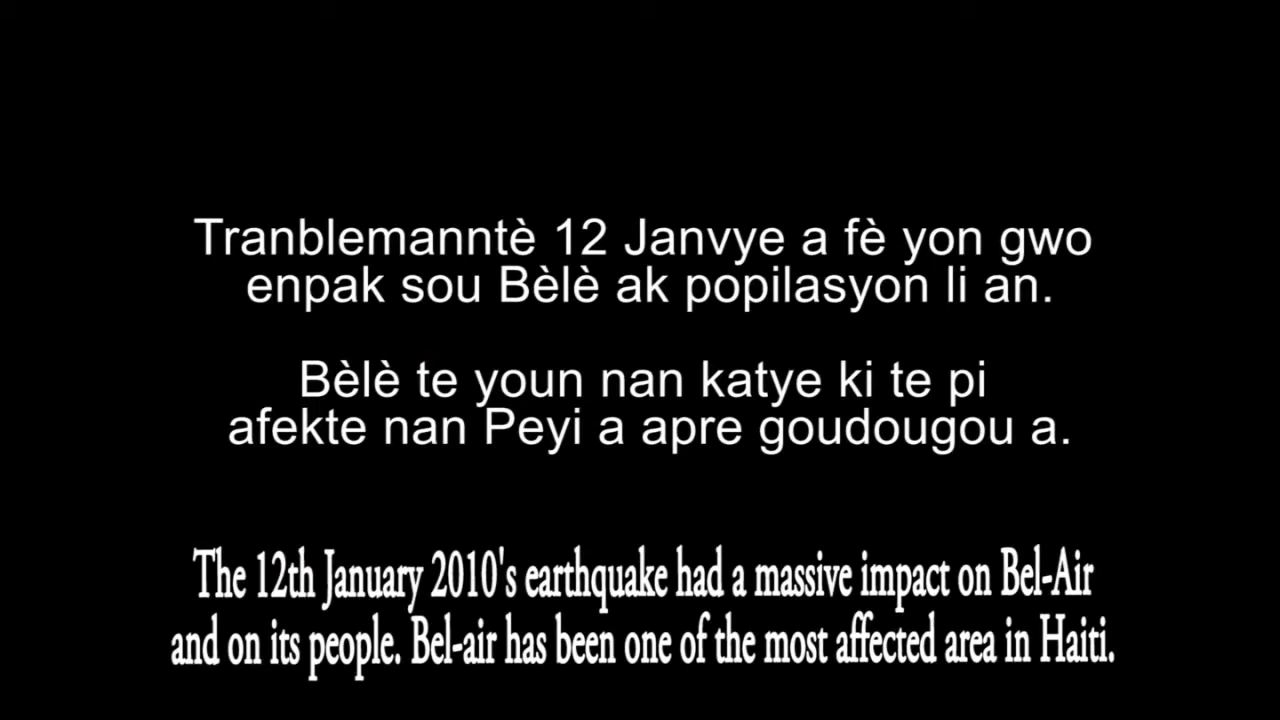 Tranblemanntè 12 Janvye a fè yon gwo
enpak sou Bèlè ak popilasyon li an.
Bèlè te youn nan katye ki te pi
afekte nan Peyi a apre goudougou a.
The 12th January 2010's earthquake had a massive impact on Bel-Air
and on its people. Bel-air has been one of the most affected area in Haiti.